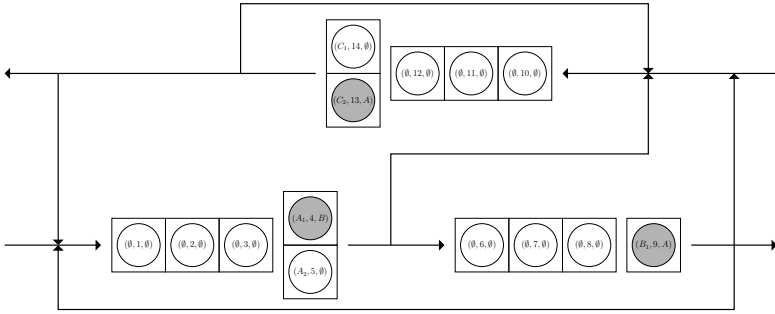 (C₁, 14, ∅)
(∅, 12, ∅) (∅, 11, ∅) (∅, 10, ∅)
(C₂, 13, A)
(A₁, 4, B)
(∅, 1, ∅) (∅, 2, ∅) (∅, 3, ∅) (∅, 6, ∅) (∅, 7, ∅) (∅, 8, ∅) (B₁, 9, A)
(A₂, 5, ∅)